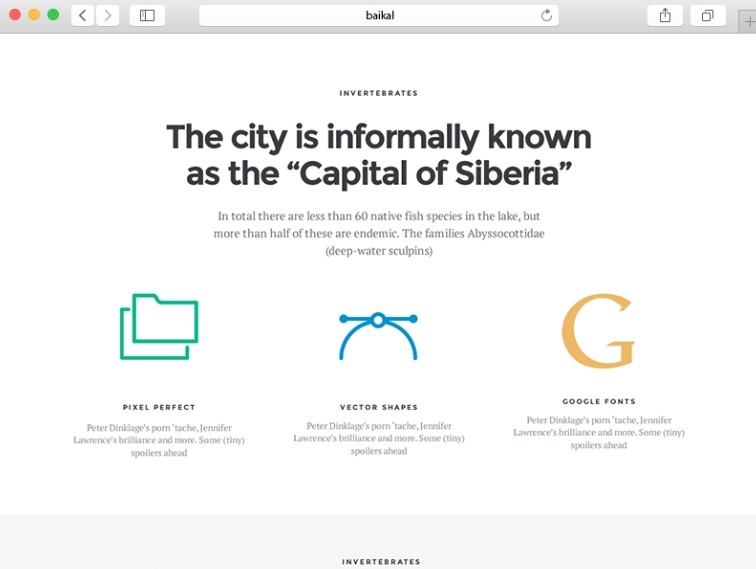 baikal
INVERTEBRATES
The city is informally known
as the “Capital of Siberia”
In total there are less than 60 native fish species in the lake, but
more than half of these are endemic. The families Abyssocottidae
(deep-water sculpins)
G
PIXEL PERFECT
Peter Dinklage's porn 'tache, Jennifer
Lawrence's brilliance and more. Some (tiny)
spoilers ahead
VECTOR SHAPES
Peter Dinklage's porn 'tache, Jennifer
Lawrence's brilliance and more. Some (tiny)
spoilers ahead
GOOGLE FONTS
Peter Dinklage's porn 'tache, Jennifer
Lawrence's brilliance and more. Some (tiny)
spoilers ahead
INVERTEBRATES